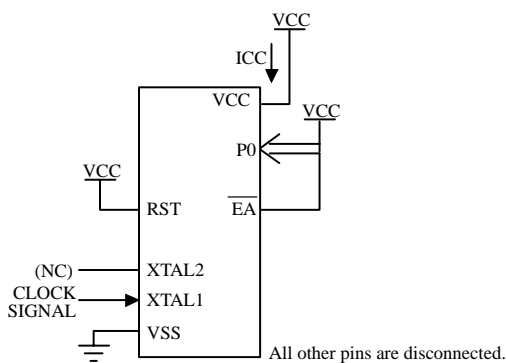 VCC
ICC
VCC
VCC
P0
VCC
RST
EA
(NC)
XTAL2
CLOCK
SIGNAL
XTAL1
VSS
All other pins are disconnected.